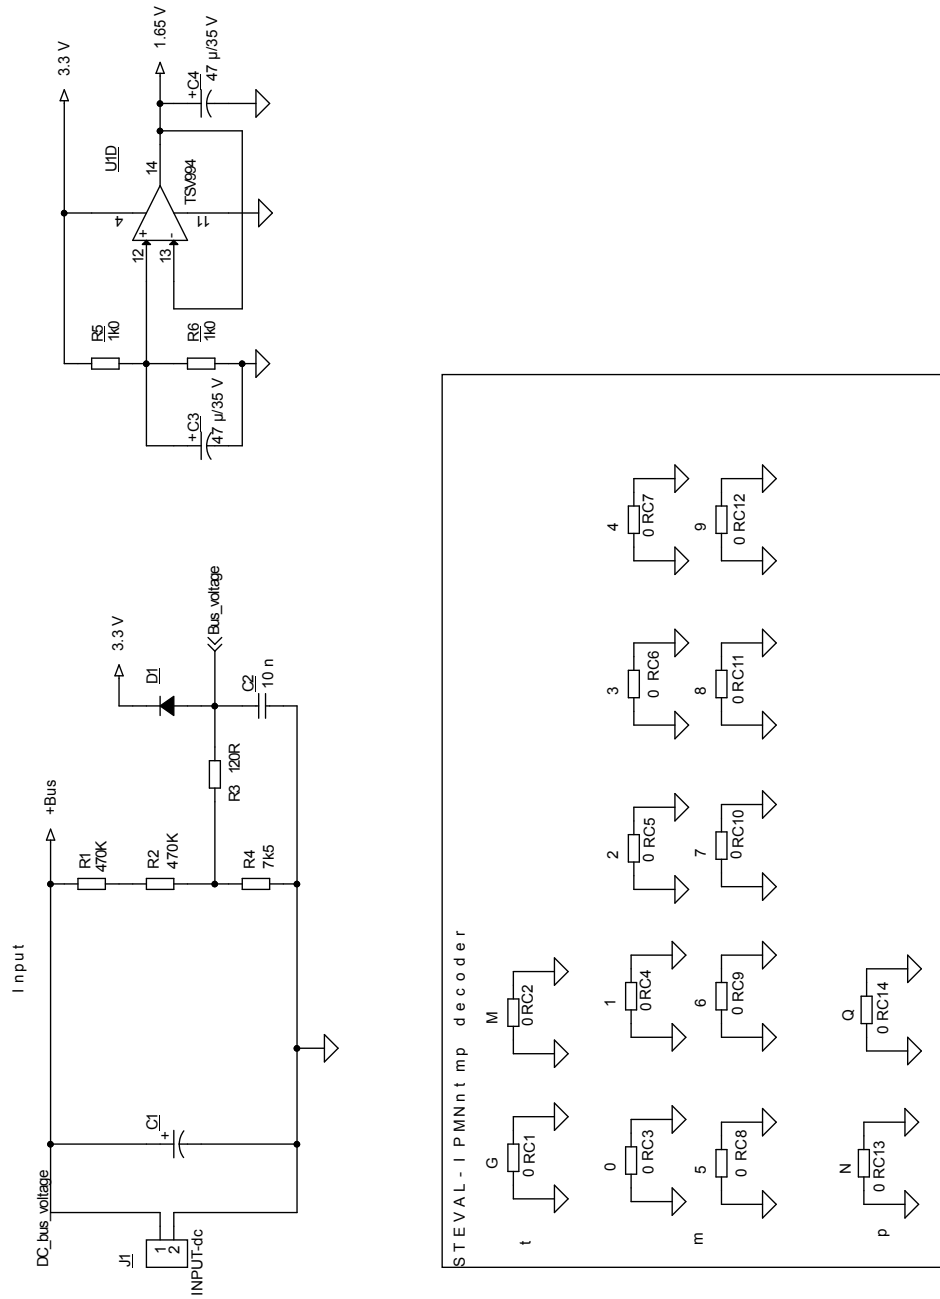 Input
J1
1
2
INPUT-dc
DC_bus_voltage
C1
+
+Bus
R1
470K
R2
470K
R4
7k5
R3 120R
3.3 V
D1
Bus_voltage
C2
10 n
3.3 V
R5
1k0
R6
1k0
+C3
47 µ/35 V
U1D
12
13
+
-
4
11
14
TSV994
1.65 V
+C4
47 µ/35 V
STEVAL-IPMNntmp decoder
t
G
0 RC1
M
0 RC2
m
0
0 RC3
1
0 RC4
2
0 RC5
3
0 RC6
4
0 RC7
5
0 RC8
6
0 RC9
7
0 RC10
8
0 RC11
9
0 RC12
p
N
0 RC13
Q
0 RC14